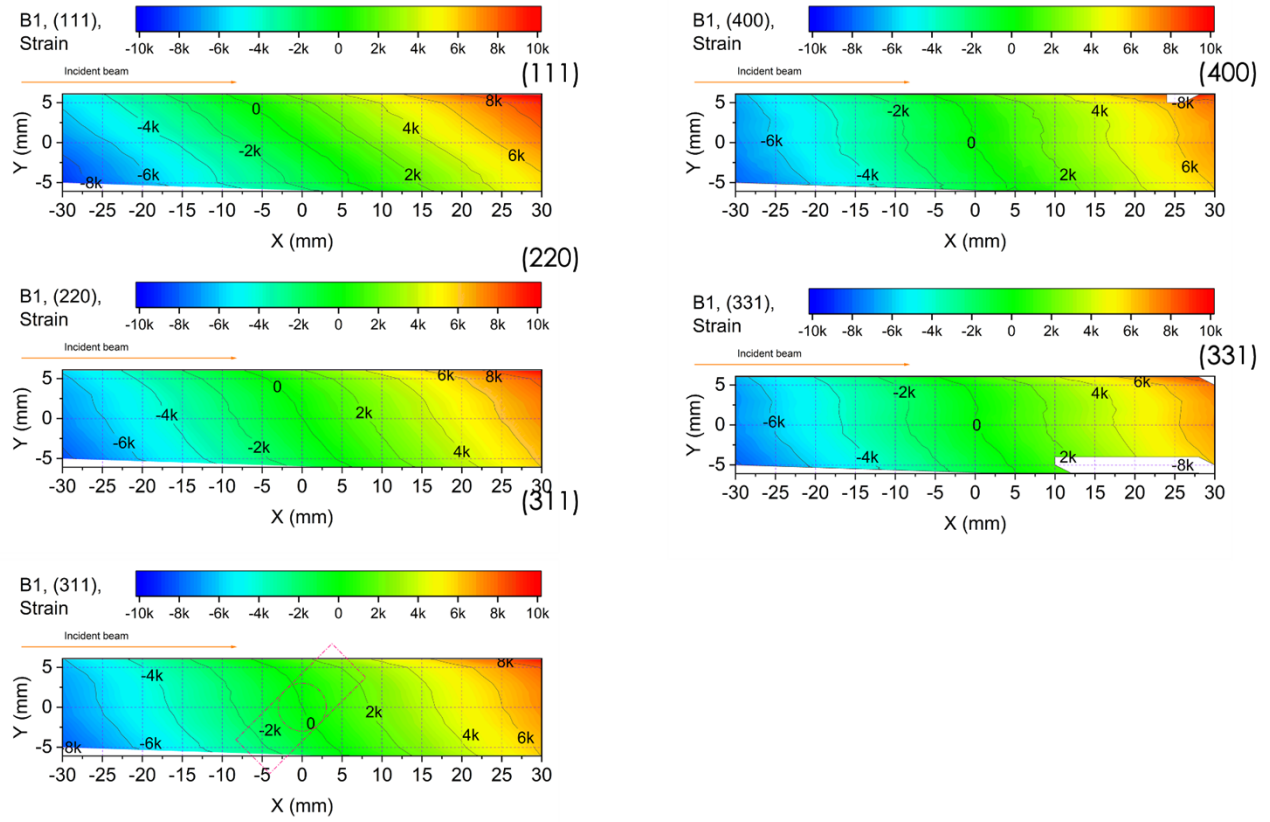 B1, (111),
Strain
-10k -8k -6k -4k -2k 0 2k 4k 6k 8k 10k
Incident beam
(111)
Y (mm)
5
0
-5
0
8k
-4k
4k
-2k
6k
-6k
2k
-8k
-30 -25 -20 -15 -10 -5 0 5 10 15 20 25 30
X (mm)
B1, (400),
Strain
-10k -8k -6k -4k -2k 0 2k 4k 6k 8k 10k
Incident beam
(400)
Y (mm)
5
0
-5
-8k
-2k
4k
-6k
0
6k
-4k
2k
-30 -25 -20 -15 -10 -5 0 5 10 15 20 25 30
X (mm)
(220)
B1, (220),
Strain
-10k -8k -6k -4k -2k 0 2k 4k 6k 8k 10k
Incident beam
Y (mm)
5
0
-5
6k
8k
0
-4k
2k
-6k
-2k
4k
-30 -25 -20 -15 -10 -5 0 5 10 15 20 25 30
X (mm)
B1, (331),
Strain
-10k -8k -6k -4k -2k 0 2k 4k 6k 8k 10k
Incident beam
(331)
Y (mm)
5
0
-5
6k
-2k
4k
-6k
0
-4k
2k
-8k
-30 -25 -20 -15 -10 -5 0 5 10 15 20 25 30
X (mm)
(311)
B1, (311),
Strain
-10k -8k -6k -4k -2k 0 2k 4k 6k 8k 10k
Incident beam
Y (mm)
5
0
-5
8k
-4k
2k
0
-2k
4k
6k
-6k
8k
-30 -25 -20 -15 -10 -5 0 5 10 15 20 25 30
X (mm)